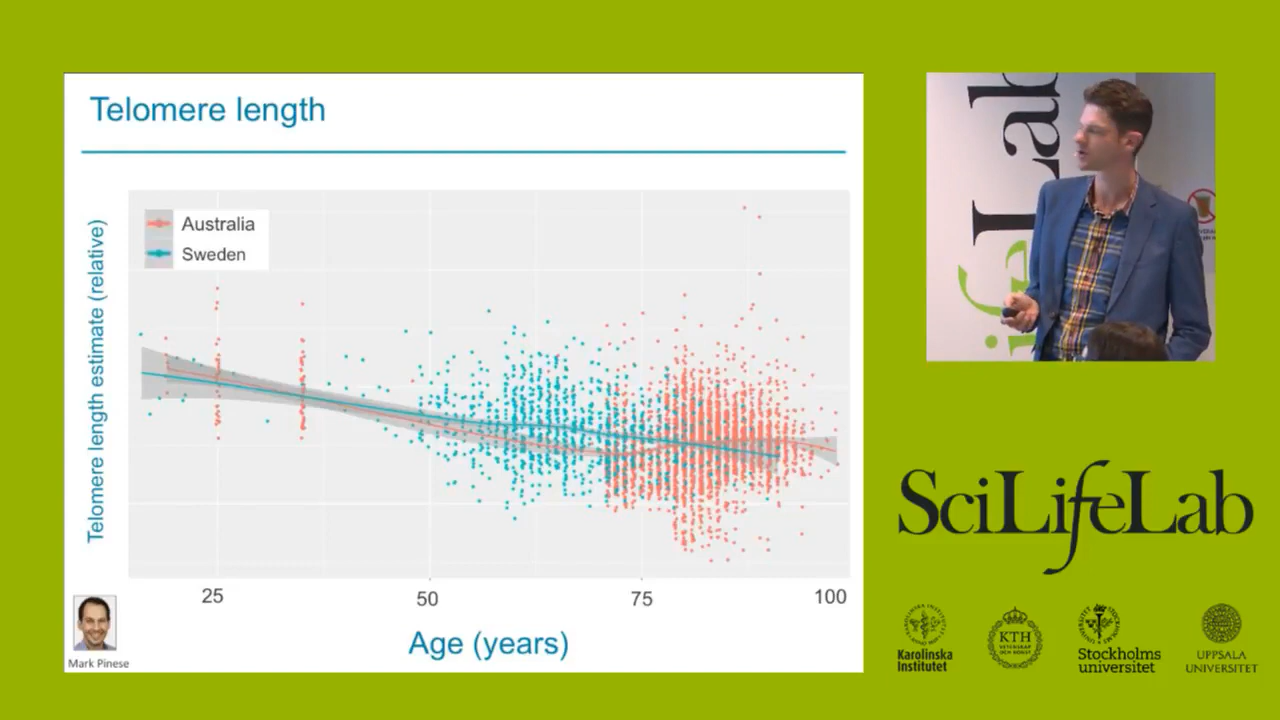 Telomere length
Telomere length estimate (relative)
Australia
Sweden
25
50
75
100
Age (years)
Mark Pinese
SciLifeLab
Karolinska
Institutet
KTH
VETENSKAP
OCH KONST
Stockholms
universitet
UPPSALA
UNIVERSITET
ifeLab